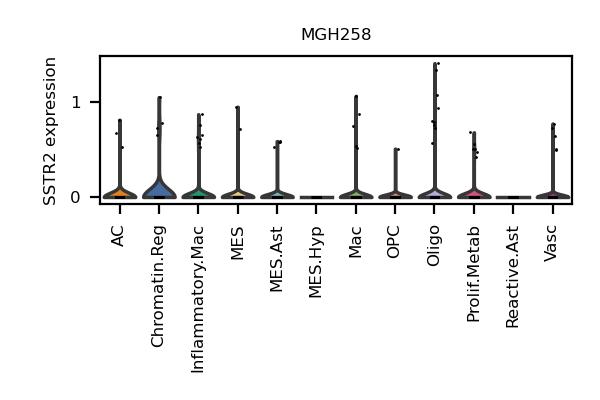 MGH258
SSTR2 expression
1
0
AC
Chromatin.Reg
Inflammatory.Mac
MES
MES.Ast
MES.Hyp
Mac
OPC
Oligo
Prolif.Metab
Reactive.Ast
Vasc